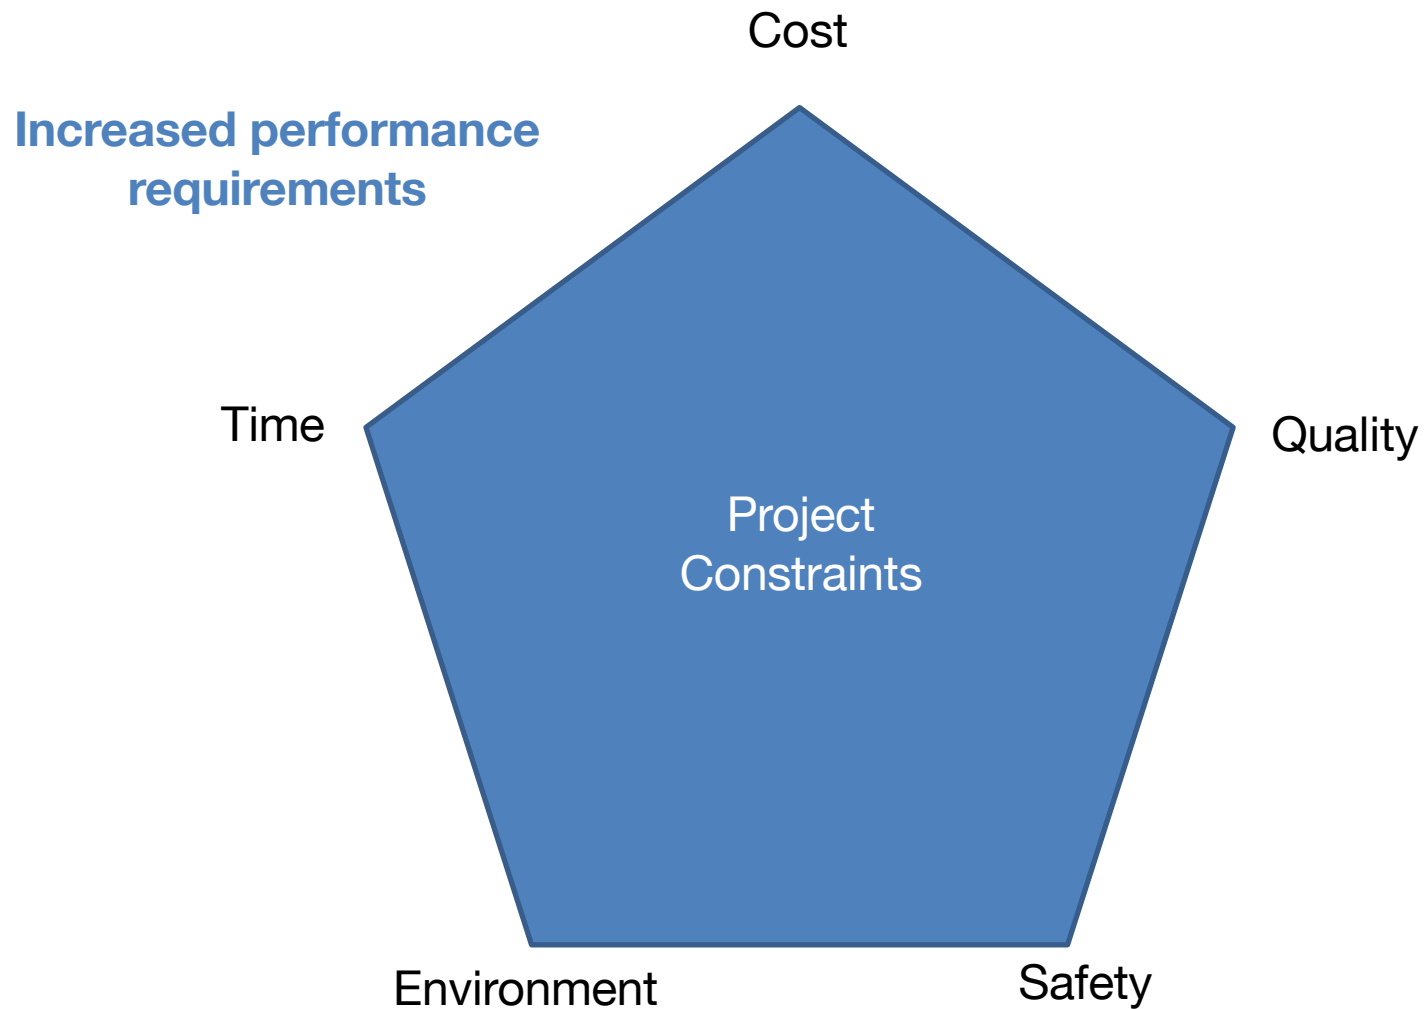 Cost
Increased performance
requirements
Time
Quality
Project
Constraints
Environment
Safety